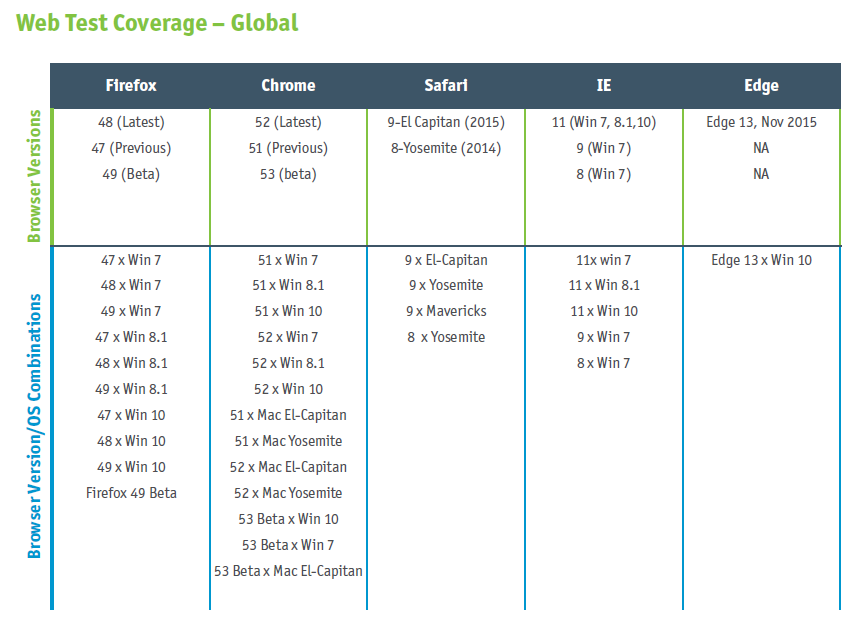 Web Test Coverage – Global
Firefox Chrome Safari IE Edge
Browser Versions
48 (Latest) 52 (Latest) 9-El Capitan (2015) 11 (Win 7, 8.1,10) Edge 13, Nov 2015
47 (Previous) 51 (Previous) 8-Yosemite (2014) 9 (Win 7) NA
49 (Beta) 53 (beta) 8 (Win 7) NA
Browser Version/OS Combinations
47 x Win 7 51 x Win 7 9 x El-Capitan 11x win 7 Edge 13 x Win 10
48 x Win 7 51 x Win 8.1 9 x Yosemite 11 x Win 8.1
49 x Win 7 51 x Win 10 9 x Mavericks 11 x Win 10
47 x Win 8.1 52 x Win 7 8 x Yosemite 9 x Win 7
48 x Win 8.1 52 x Win 8.1 8 x Win 7
49 x Win 8.1 52 x Win 10
47 x Win 10 51 x Mac El-Capitan
48 x Win 10 51 x Mac Yosemite
49 x Win 10 52 x Mac El-Capitan
Firefox 49 Beta 52 x Mac Yosemite
53 Beta x Win 10
53 Beta x Win 7
53 Beta x Mac El-Capitan